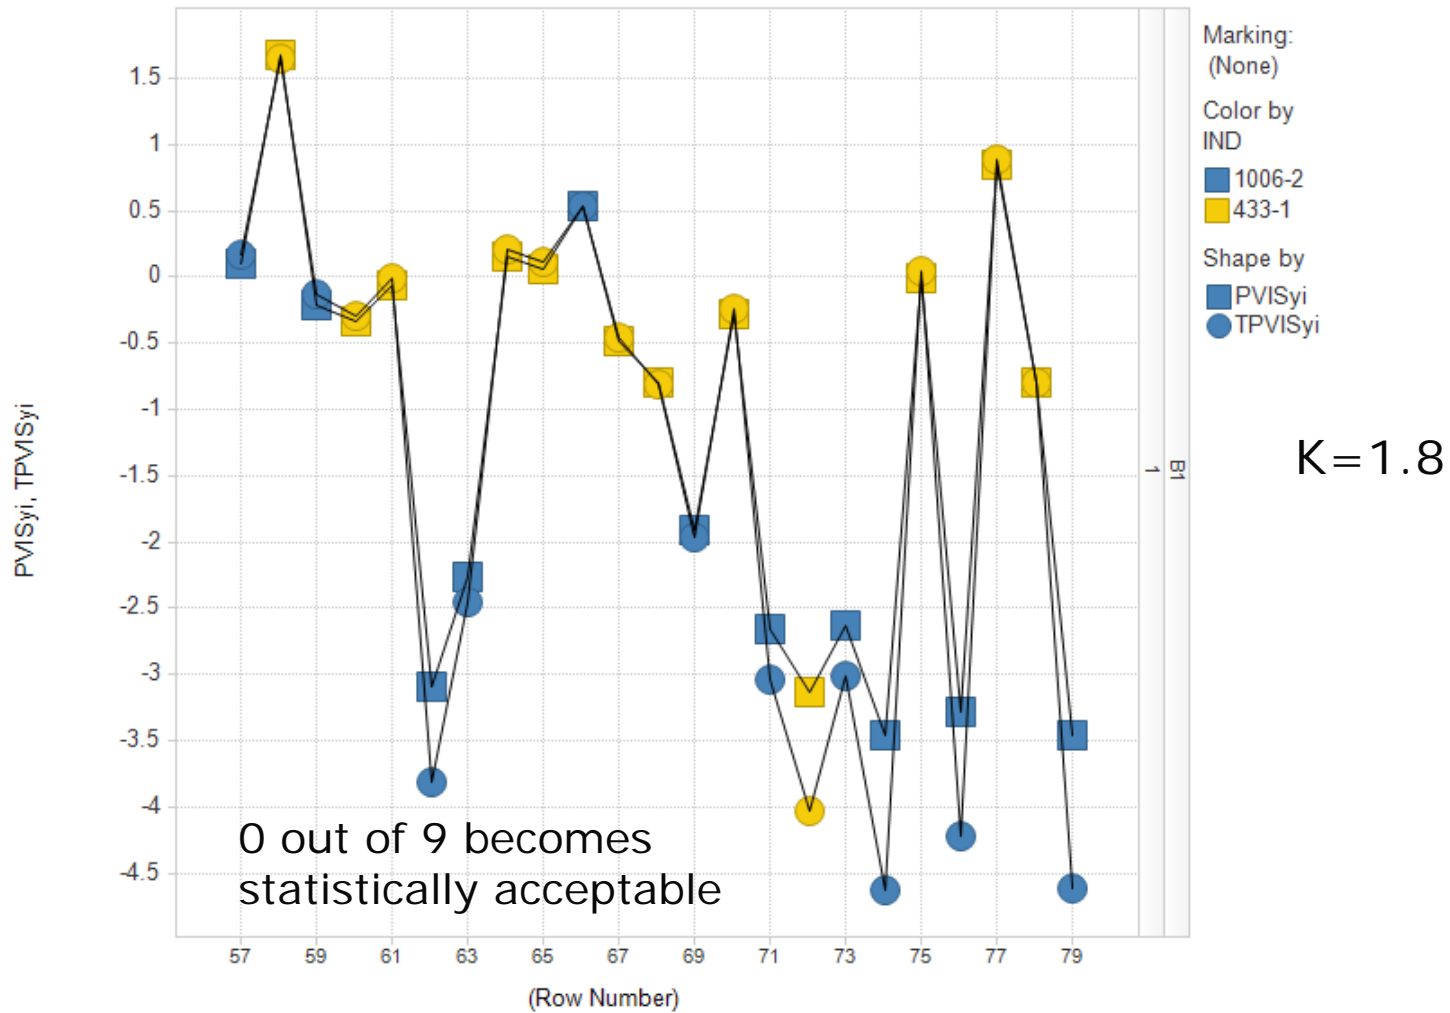 1.5
1
0.5
0
-0.5
-1
-1.5
-2
-2.5
-3
-3.5
-4
-4.5
PVISyi, TPVISyi
0 out of 9 becomes
statistically acceptable
57 59 61 63 65 67 69 71 73 75 77 79
(Row Number)
1
B1
Marking:
(None)
Color by
IND
1006-2
433-1
Shape by
PVISyi
TPVISyi
K=1.8